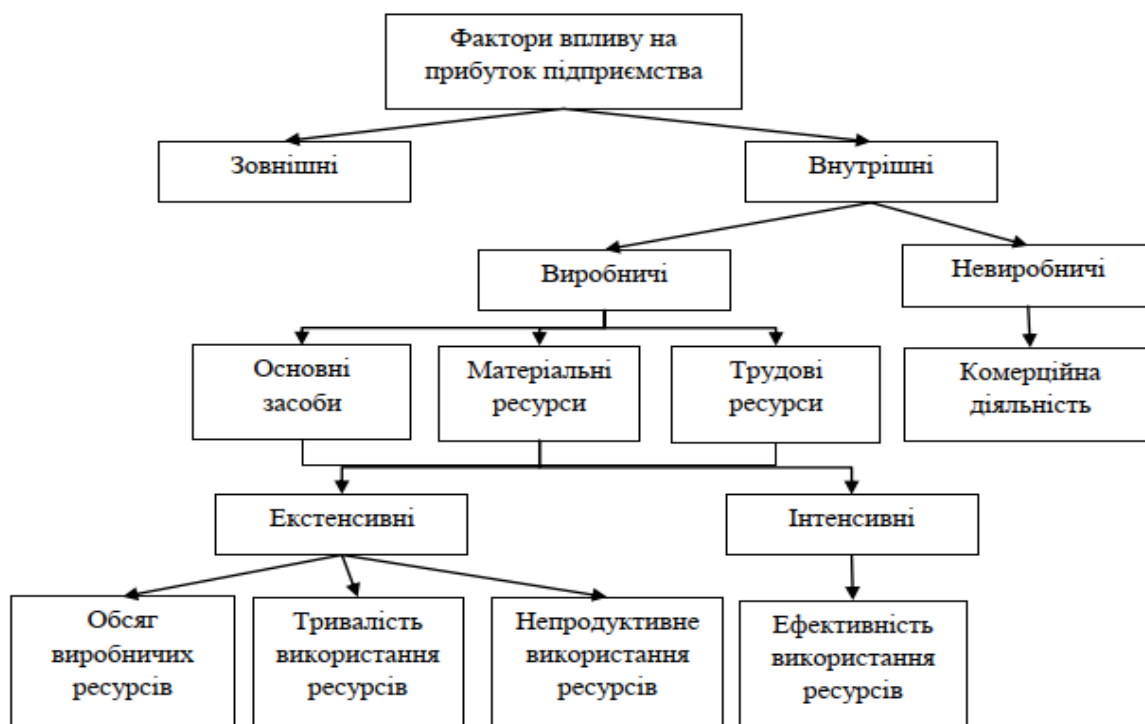 Фактори впливу на
прибуток підприємства
Зовнішні
Внутрішні
Виробничі
Невиробничі
Основні
засоби
Матеріальні
ресурси
Трудові
ресурси
Комерційна
діяльність
Екстенсивні
Інтенсивні
Обсяг
виробничих
ресурсів
Тривалість
використання
ресурсів
Непродуктивне
використання
ресурсів
Ефективність
використання
ресурсів